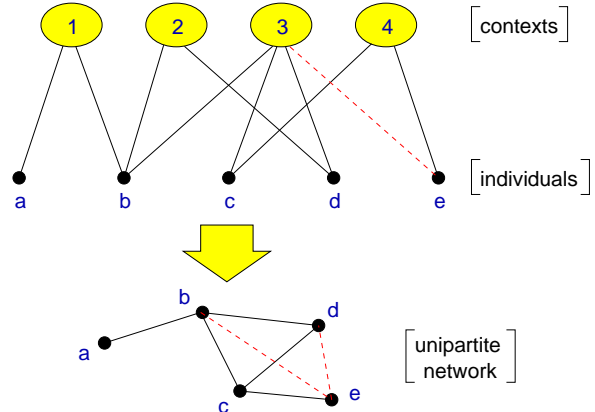 1 2 3 4 contexts
a b c d e individuals
b d
a
c e
unipartite
network